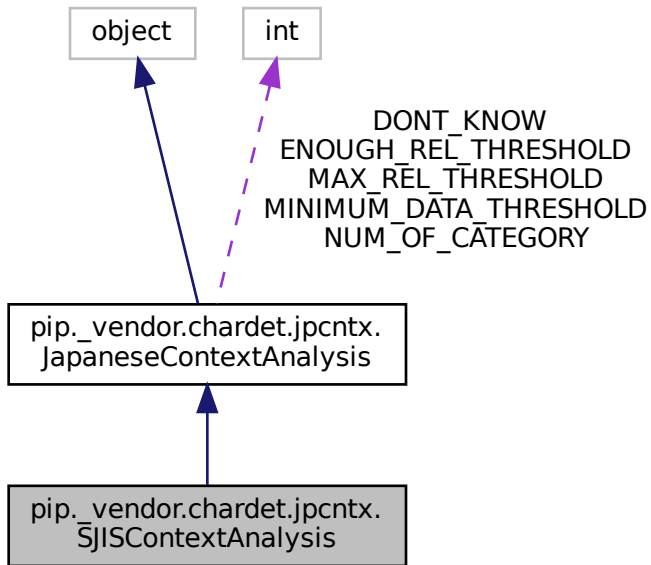 object
int
DONT_KNOW
ENOUGH_REL_THRESHOLD
MAX_REL_THRESHOLD
MINIMUM_DATA_THRESHOLD
NUM_OF_CATEGORY
pip._vendor.chardet.jpcntx.
JapaneseContextAnalysis
pip._vendor.chardet.jpcntx.
SJISContextAnalysis